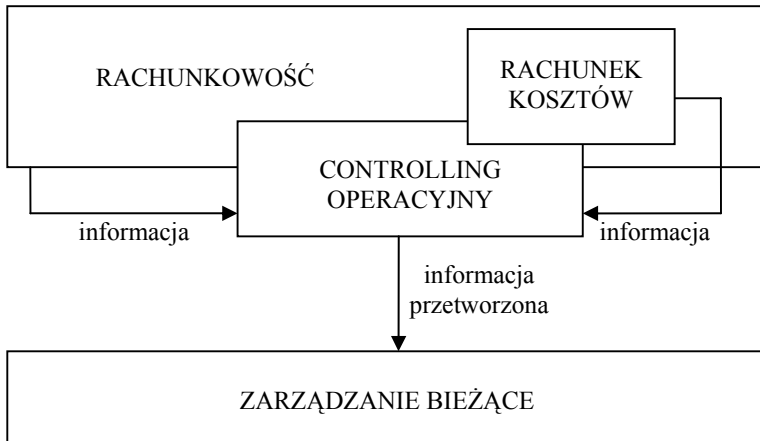 RACHUNKOWOŚĆ
RACHUNEK
KOSZTÓW
CONTROLLING
OPERACYJNY
informacja
informacja
informacja
przetworzona
ZARZĄDZANIE BIEŻĄCE